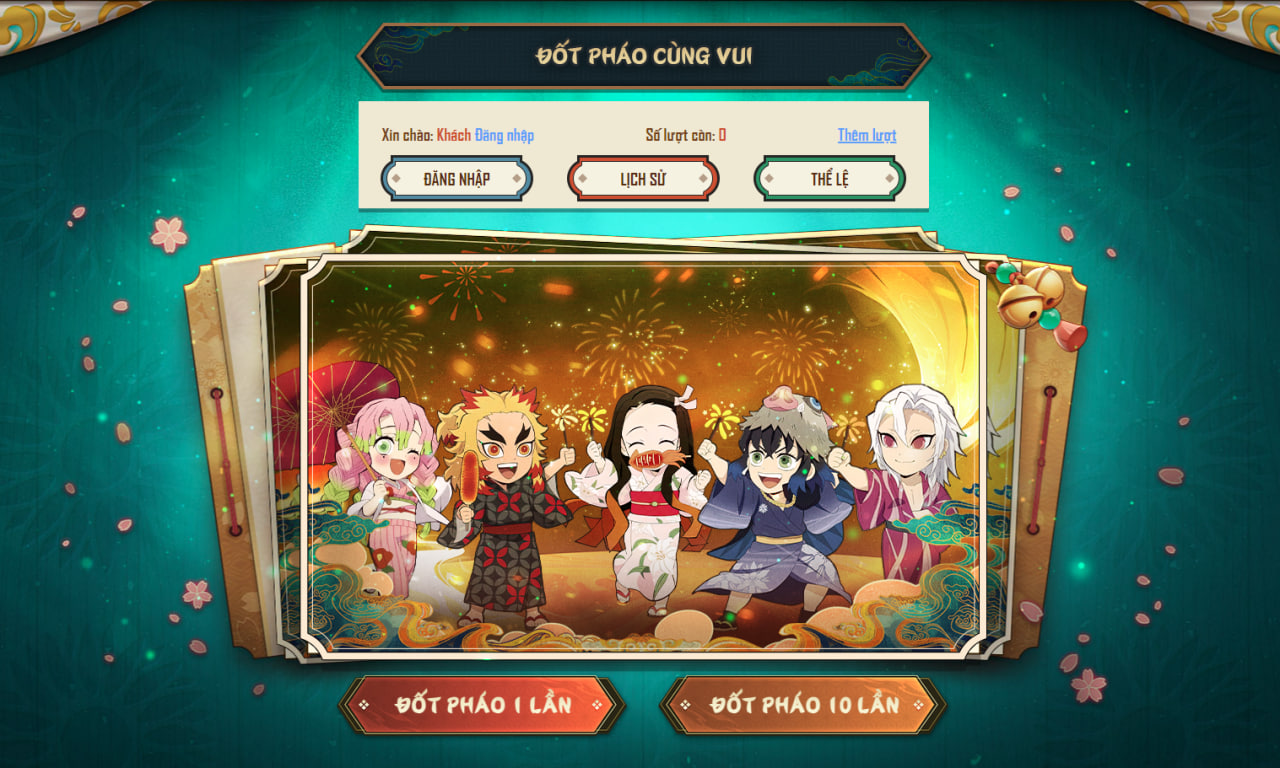 ĐỐT PHÁO CÙNG VUI
Xin chào: Khách Đăng nhập
Số lượt còn: 0
Thêm lượt
ĐĂNG NHẬP
LỊCH SỬ
THỂ LỆ
ĐỐT PHÁO 1 LẦN
ĐỐT PHÁO 10 LẦN